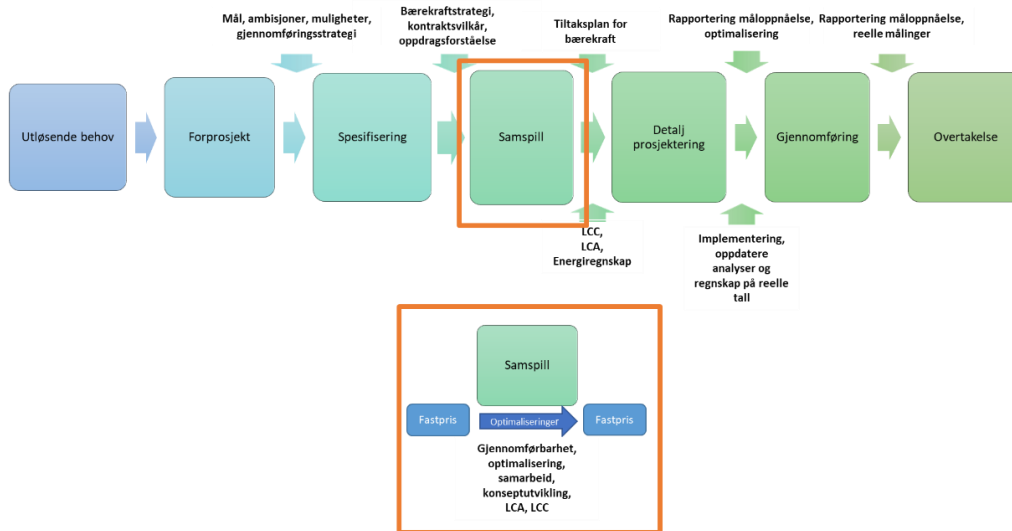 Mål, ambisjoner, muligheter,
gjennomføringsstrategi
Bærekraftstrategi,
kontraktsvilkår,
oppdragsforståelse
Tiltaksplan for
bærekraft
Rapportering måloppnåelse,
optimalisering
Rapportering måloppnåelse,
reelle målinger
Utløsende behov
Forprosjekt
Spesifisering
Samspill
Detalj
prosjektering
Gjennomføring
Overtakelse
LCC,
LCA,
Energiregnskap
Implementering,
oppdatere
analyser og
regnskap på reelle
tall
Samspill
Fastpris
Optimaliseringer
Fastpris
Gjennomførbarhet,
optimalisering,
samarbeid,
konseptutvikling,
LCA, LCC